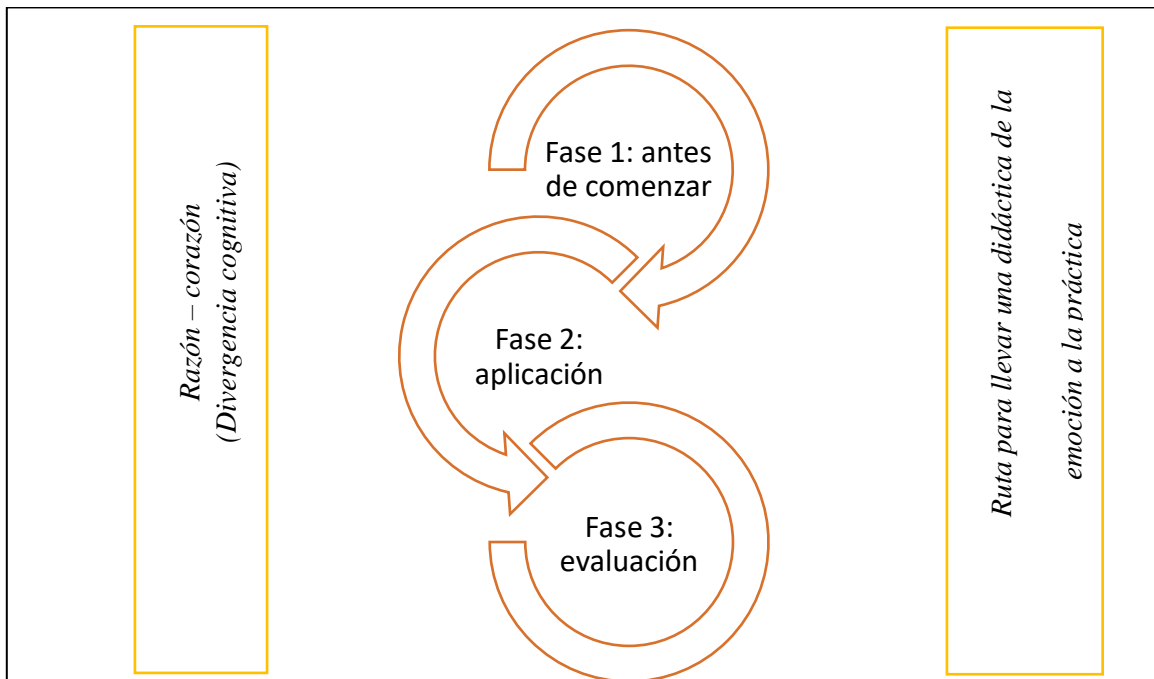 Razón – corazón
(Divergencia cognitiva)
Fase 1: antes
de comenzar
Fase 2:
aplicación
Fase 3:
evaluación
Ruta para llevar una didáctica de la
emoción a la práctica